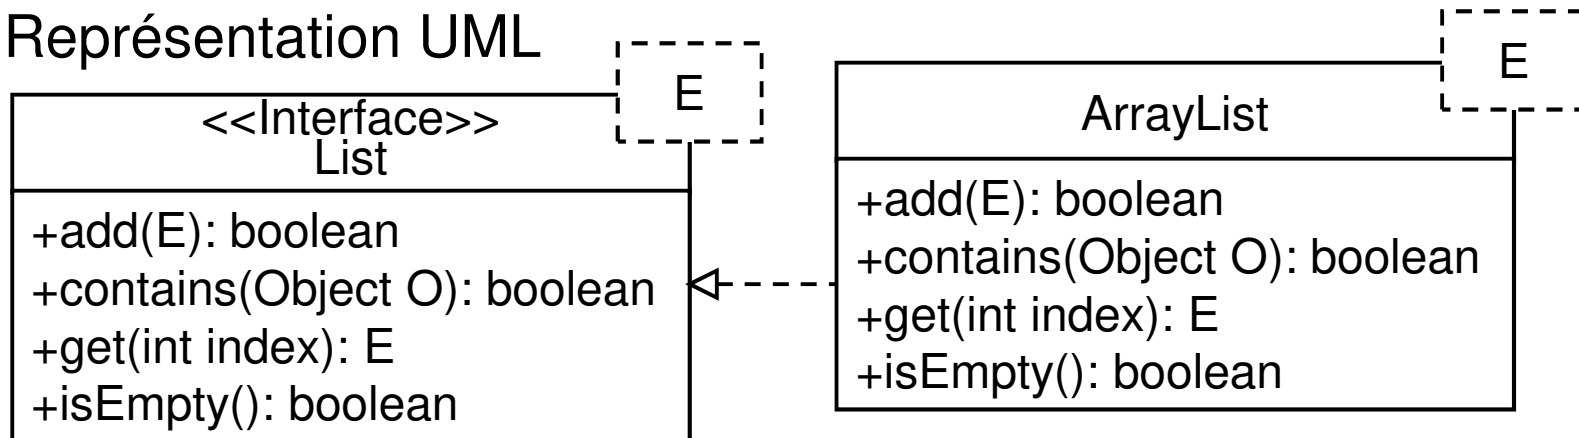 Représentation UML
E
<<Interface>>
List
+add(E): boolean
+contains(Object O): boolean
+get(int index): E
+isEmpty(): boolean
E
ArrayList
+add(E): boolean
+contains(Object O): boolean
+get(int index): E
+isEmpty(): boolean